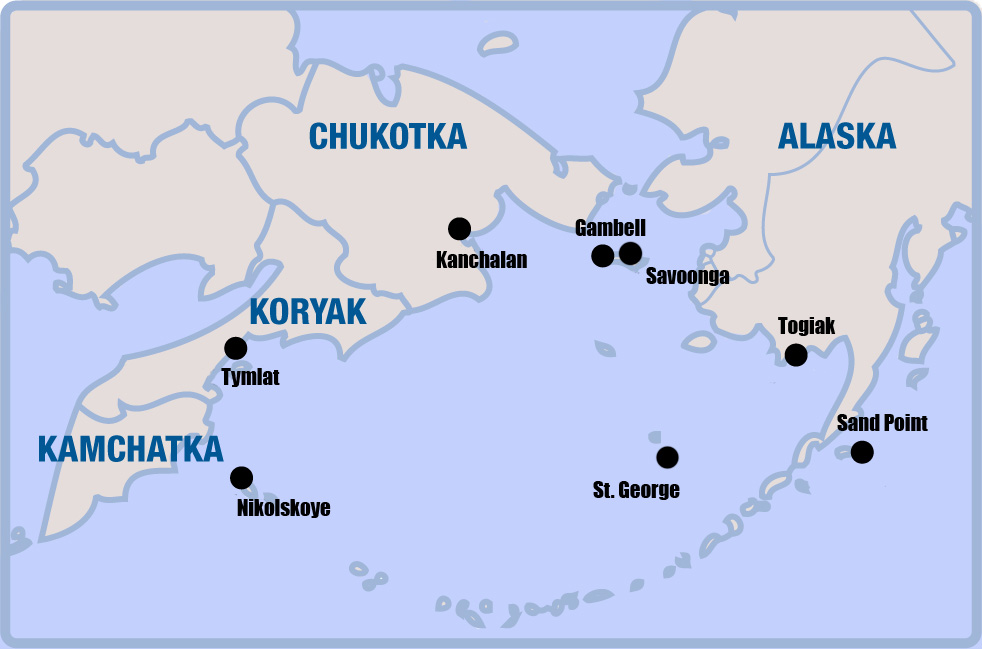 CHUKOTKA
ALASKA
Gambell
Kanchalan
Savoonga
KORYAK
Togiak
Tymlat
Sand Point
KAMCHATKA
St. George
Nikolskoye